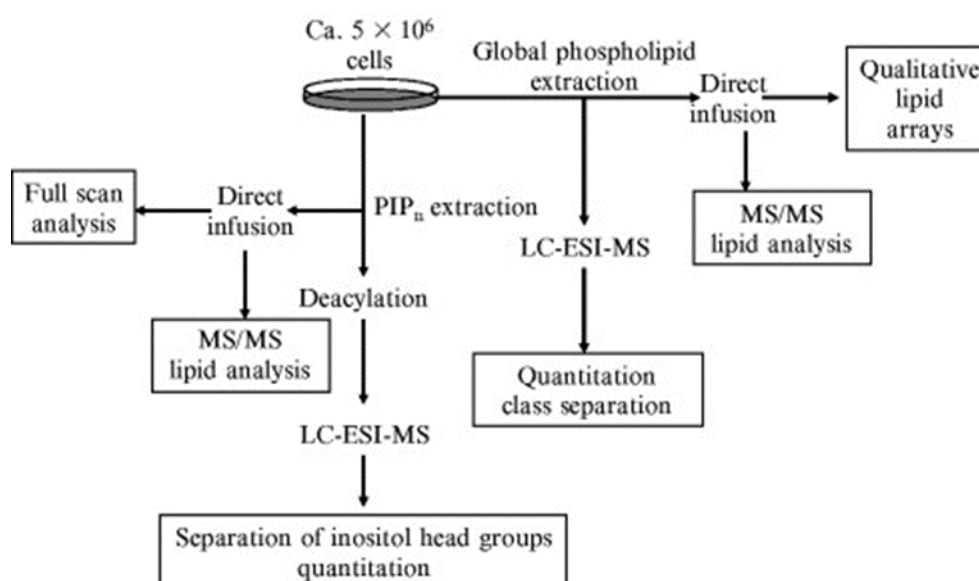 Ca. 5 × 10⁶
cells
Global phospholipid
extraction
Direct
infusion
Qualitative
lipid
arrays
Full scan
analysis
Direct
infusion
PIPₙ extraction
MS/MS
lipid analysis
LC-ESI-MS
Deacylation
MS/MS
lipid analysis
Quantitation
class separation
LC-ESI-MS
Separation of inositol head groups
quantitation